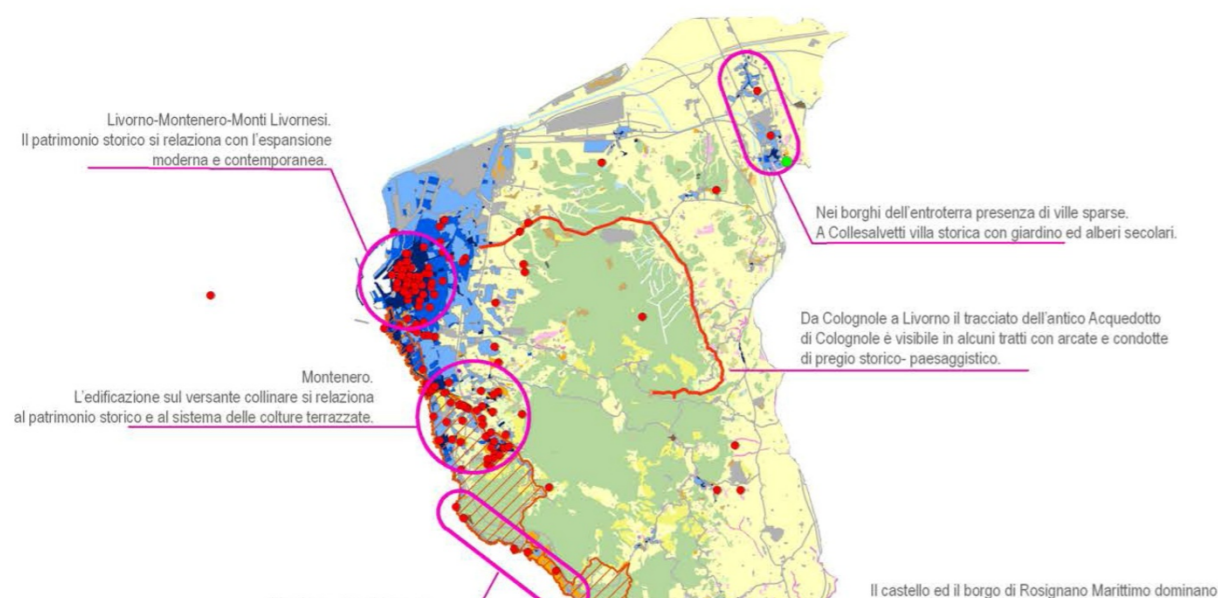 Livorno-Montenero-Monti Livornesi.
Il patrimonio storico si relaziona con l'espansione
moderna e contemporanea.
Nei borghi dell'entroterra presenza di ville sparse.
A Collesalvetti villa storica con giardino ed alberi secolari.
Da Colognole a Livorno il tracciato dell'antico Acquedotto
di Colognole é visibile in alcuni tratti con arcate e condotte
di pregio storico- paesaggistico.
Montenero.
L'edificazione sul versante collinare si relaziona
al patrimonio storico e al sistema delle colture terrazzate.
Il castello ed il borgo di Rosignano Marittimo dominano